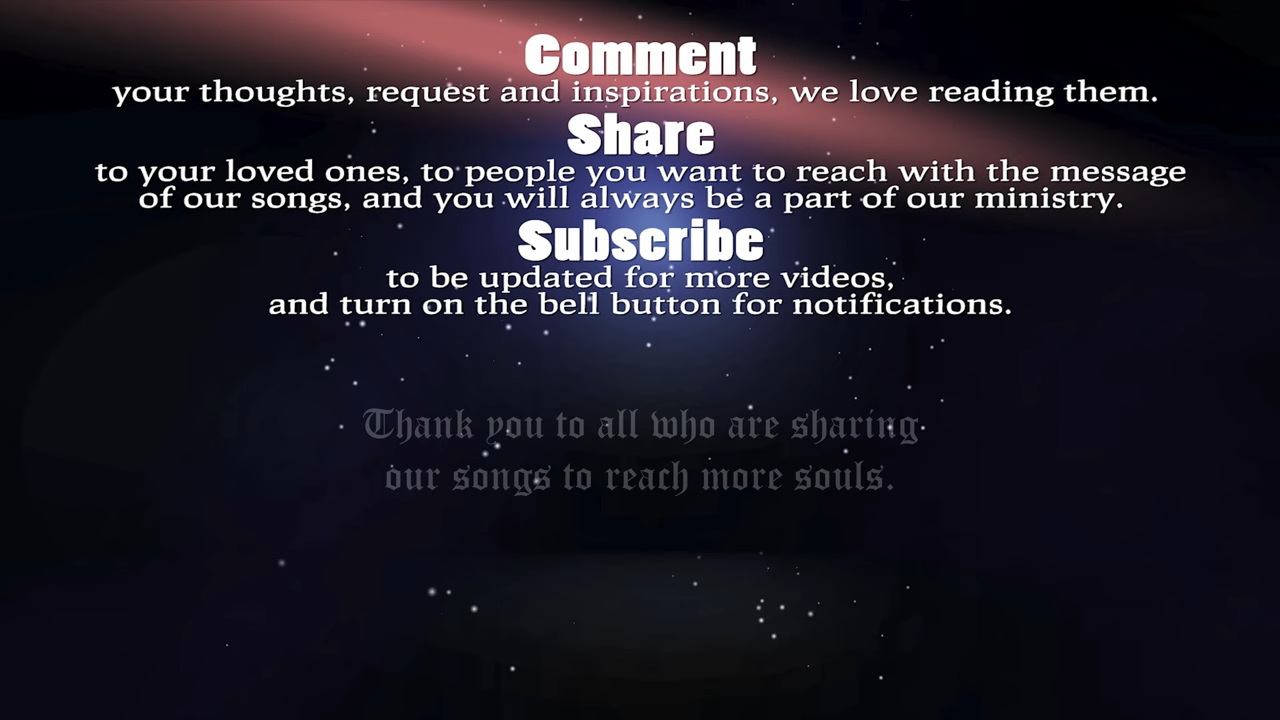 Comment
your thoughts, request and inspirations, we love reading them.
Share
to your loved ones, to people you want to reach with the message
of our songs, and you will always be a part of our ministry.
Subscribe
to be updated for more videos,
and turn on the bell button for notifications.
Thank you to all who are sharing
our songs to reach more souls.